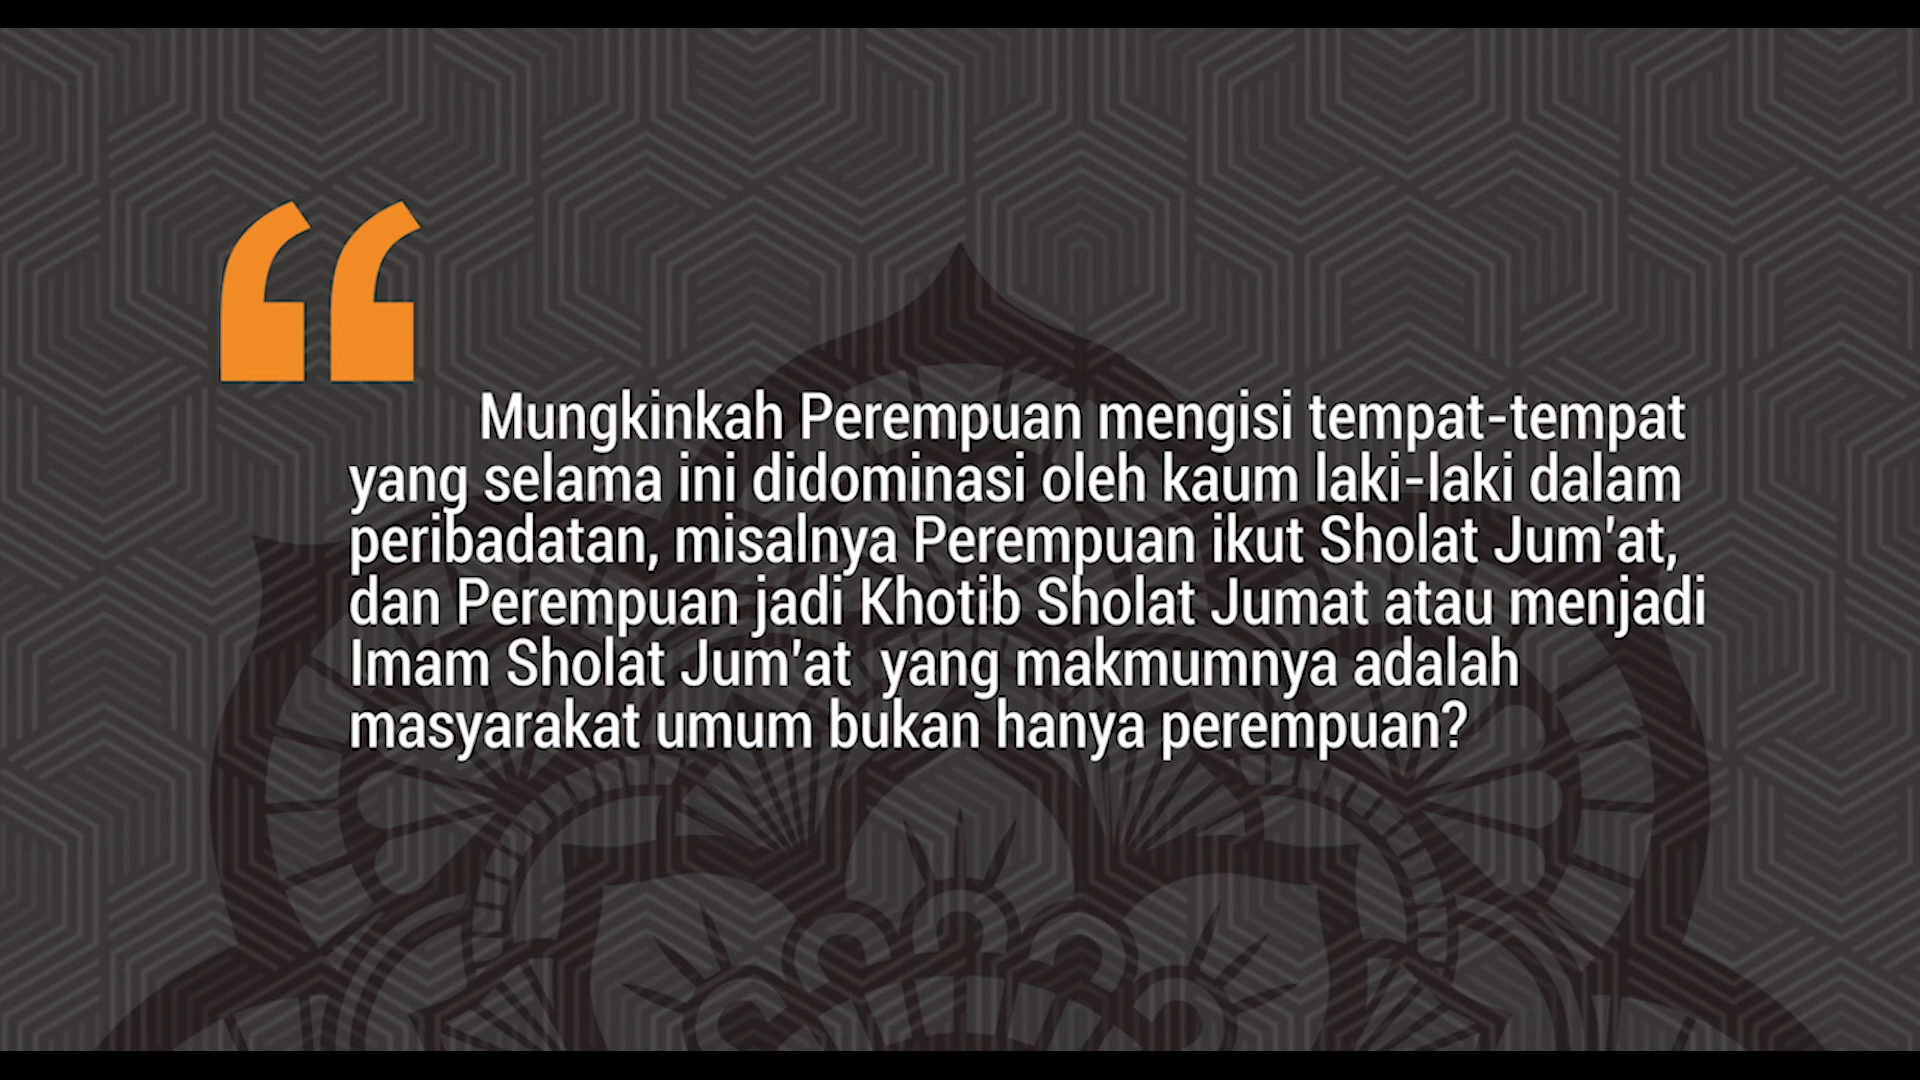 “
Mungkinkah Perempuan mengisi tempat-tempat
yang selama ini didominasi oleh kaum laki-laki dalam
peribadatan, misalnya Perempuan ikut Sholat Jum'at,
dan Perempuan jadi Khotib Sholat Jumat atau menjadi
Imam Sholat Jum'at  yang makmumnya adalah
masyarakat umum bukan hanya perempuan?